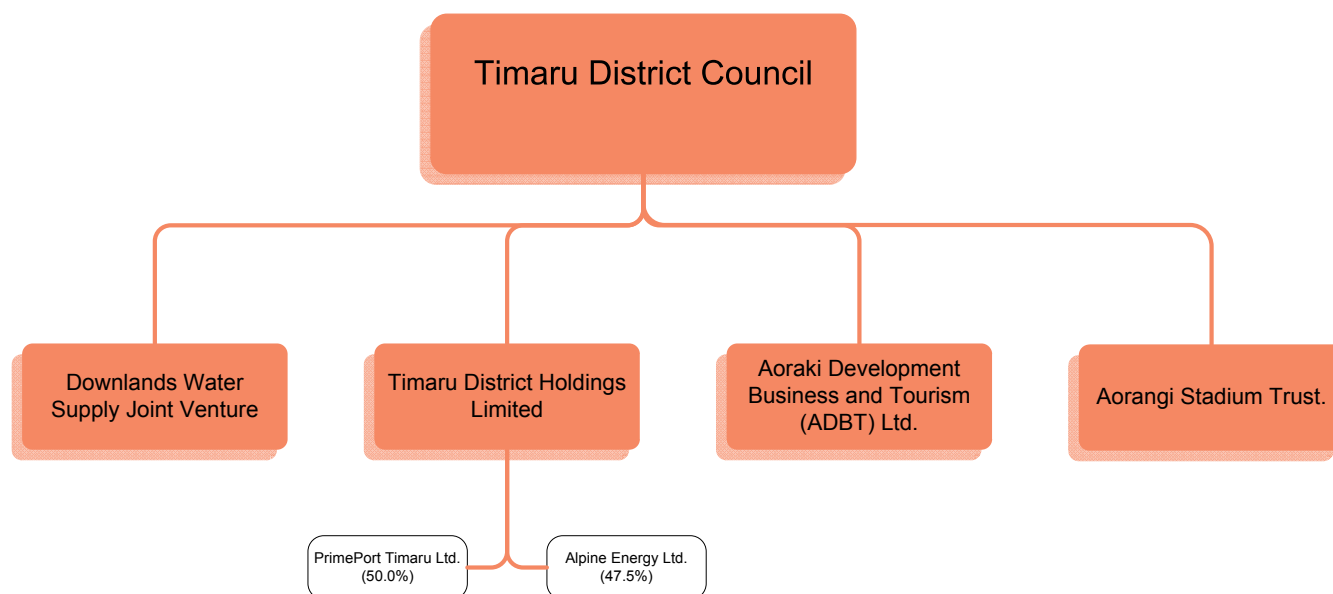 Timaru District Council
Downlands Water
Supply Joint Venture
Timaru District Holdings
Limited
Aoraki Development
Business and Tourism
(ADBT) Ltd.
Aorangi Stadium Trust.
PrimePort Timaru Ltd.
(50.0%)
Alpine Energy Ltd.
(47.5%)